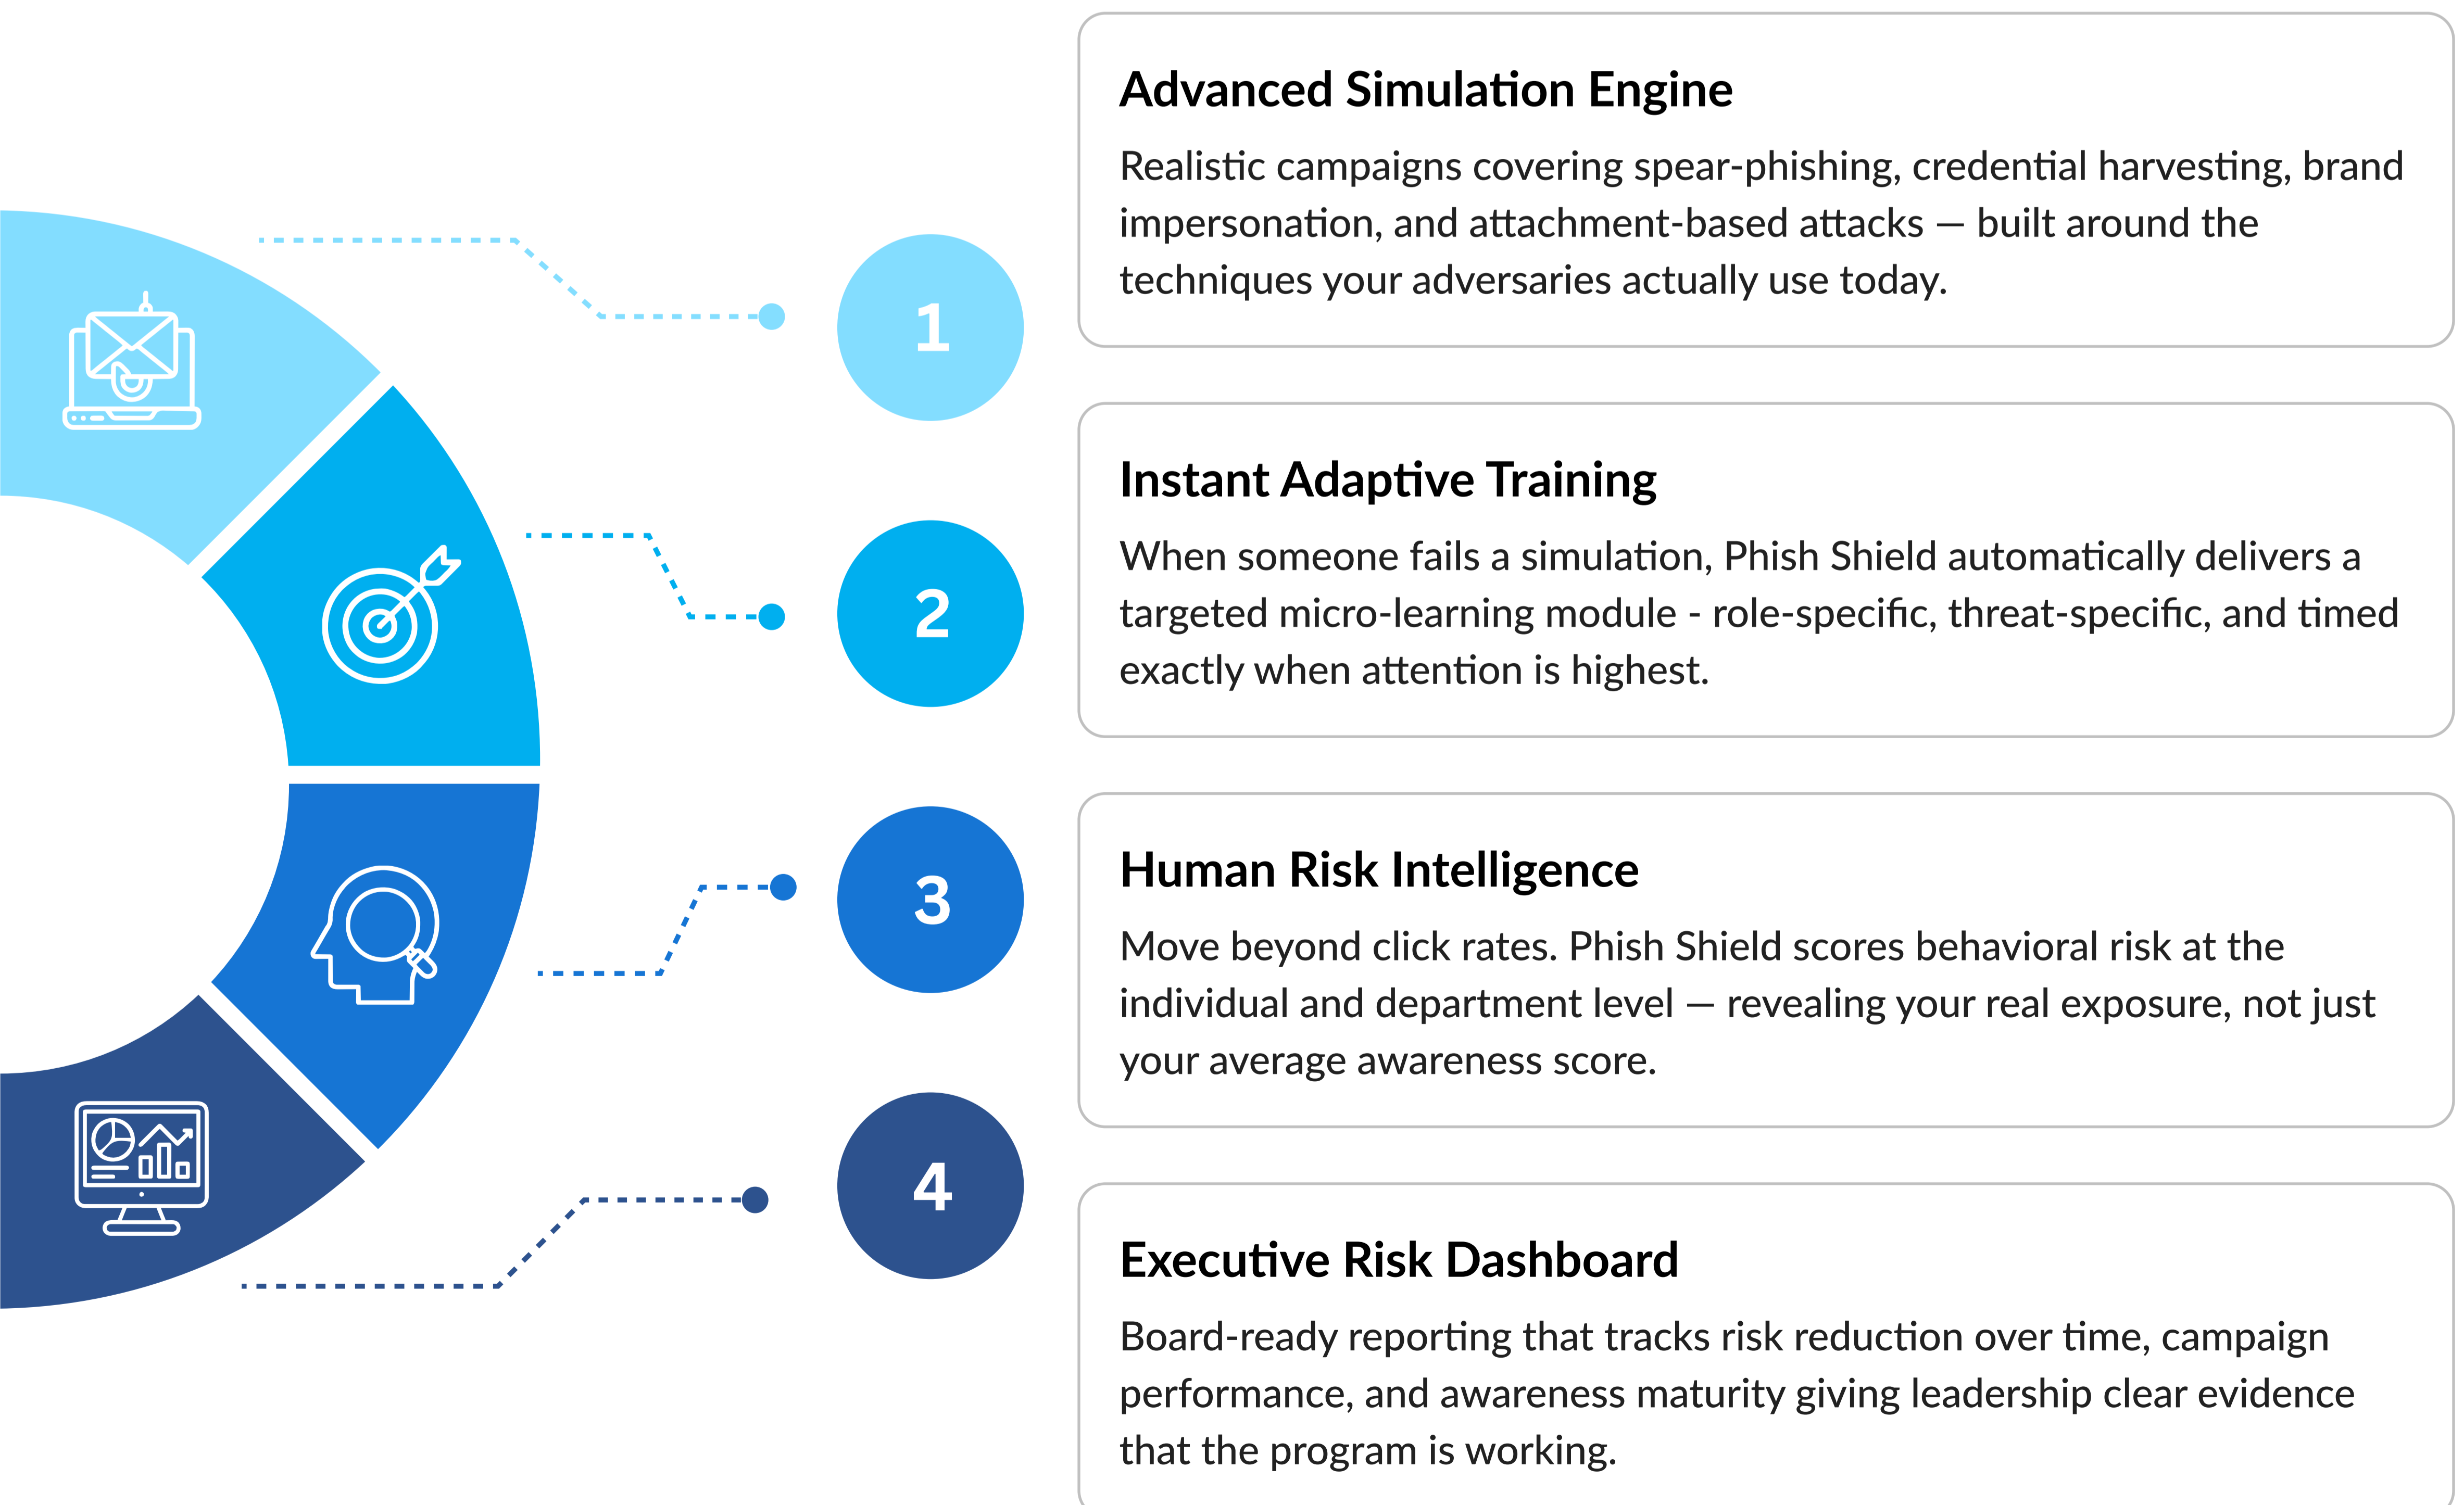 1
Advanced Simulation Engine
Realistic campaigns covering spear-phishing, credential harvesting, brand
impersonation, and attachment-based attacks — built around the
techniques your adversaries actually use today.
2
Instant Adaptive Training
When someone fails a simulation, Phish Shield automatically delivers a
targeted micro-learning module - role-specific, threat-specific, and timed
exactly when attention is highest.
3
Human Risk Intelligence
Move beyond click rates. Phish Shield scores behavioral risk at the
individual and department level — revealing your real exposure, not just
your average awareness score.
4
Executive Risk Dashboard
Board-ready reporting that tracks risk reduction over time, campaign
performance, and awareness maturity giving leadership clear evidence
that the program is working.